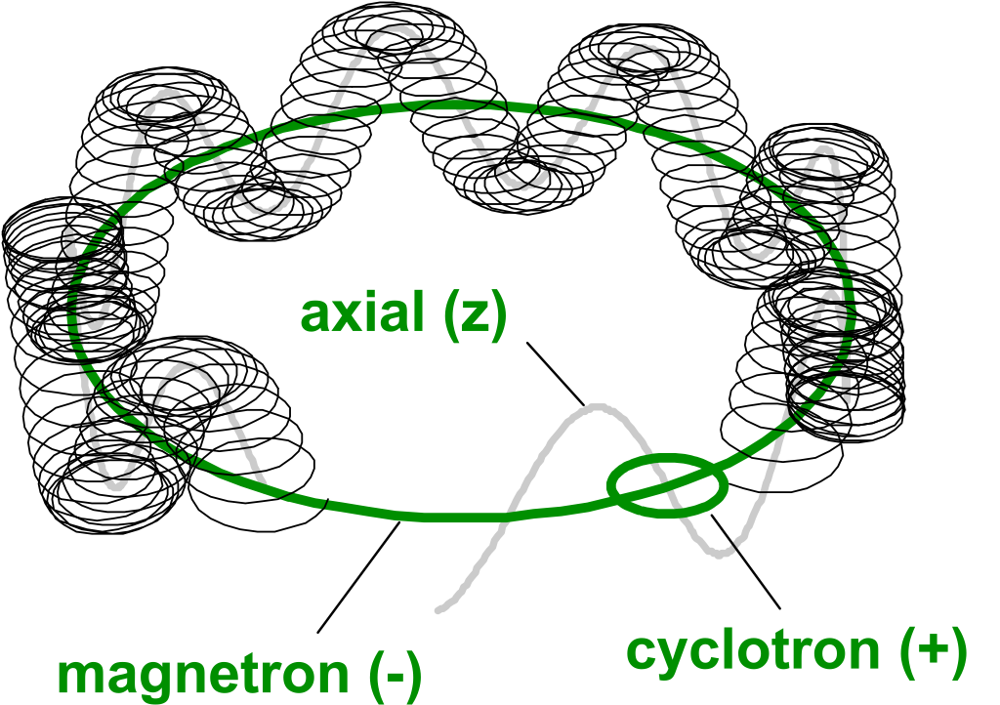 axial (z)
cyclotron (+)
magnetron (-)